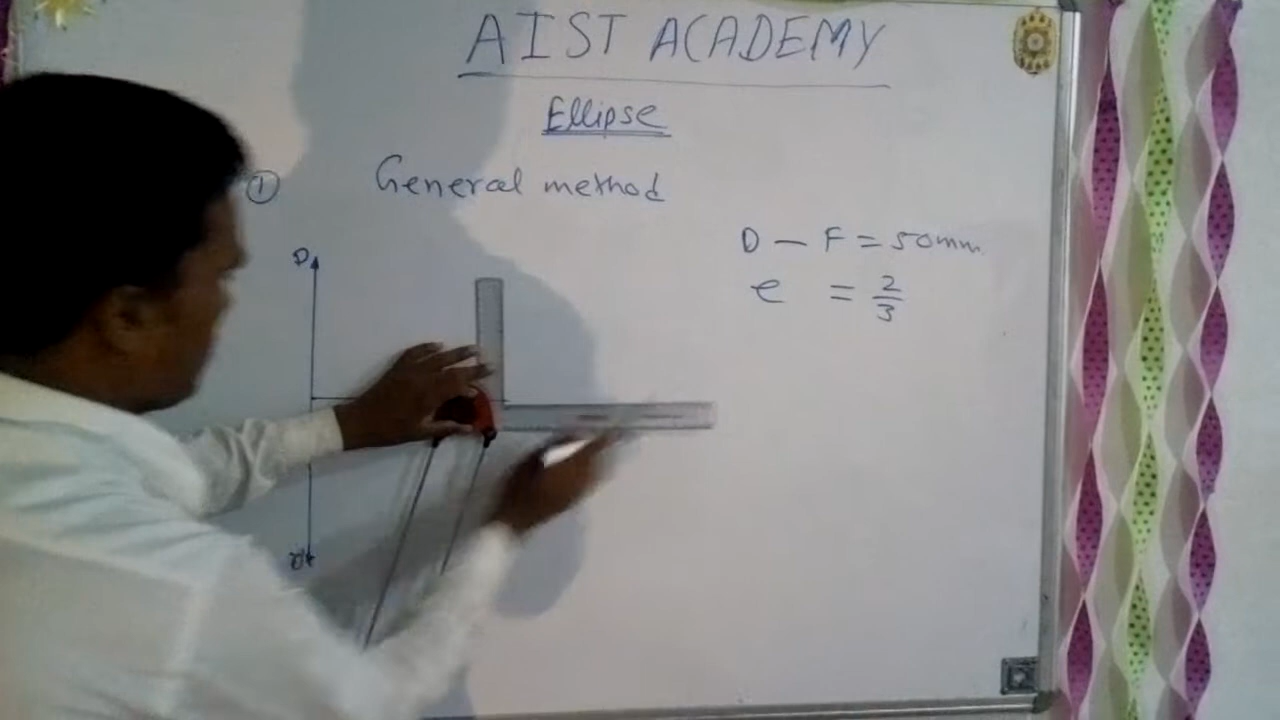 AIST ACADEMY
Ellipse
① General method
D – F = 50mm
e = 2/3
D